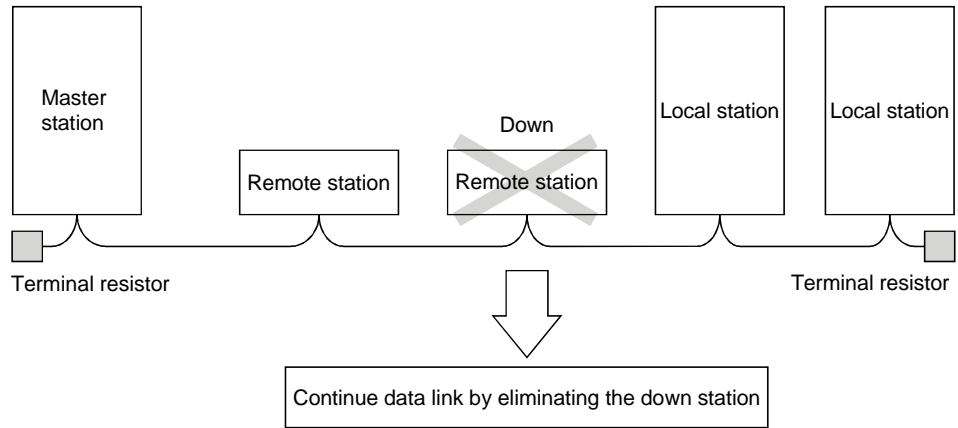 Master
station
Remote station
Down
Remote station
Local station
Local station
Terminal resistor
Terminal resistor
Continue data link by eliminating the down station